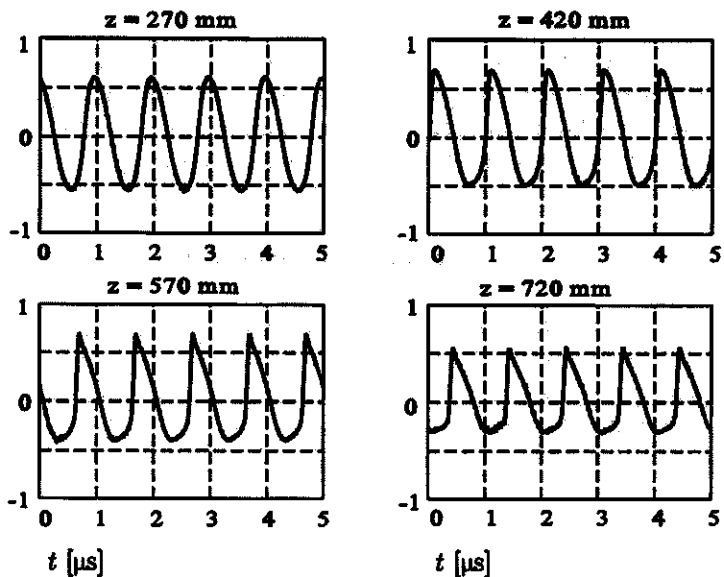 z = 270 mm
z = 420 mm
1
0
-1
0 1 2 3 4 5
1
0
-1
0 1 2 3 4 5
z = 570 mm
z = 720 mm
1
0
-1
0 1 2 3 4 5
t [μs]
1
0
-1
0 1 2 3 4 5
t [μs]